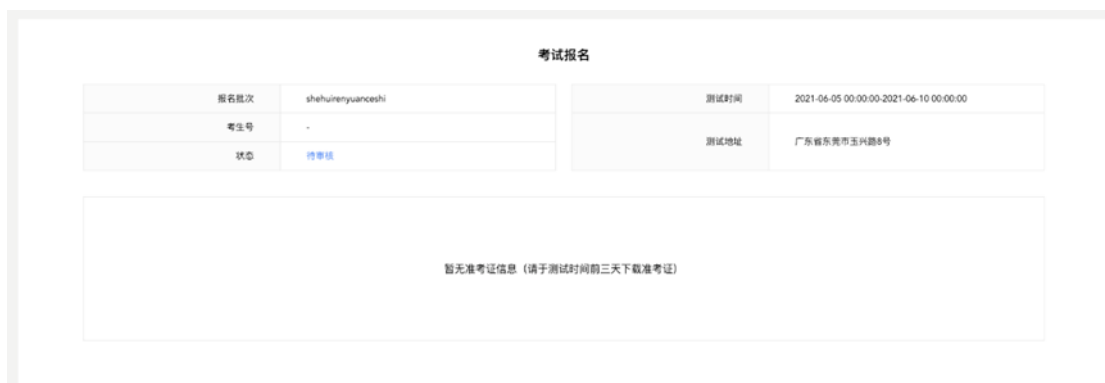 考试报名
报名批次 shehuirenyuanceshi
考生号 -
状态 待审核
测试时间 2021-06-05 00:00:00-2021-06-10 00:00:00
测试地址 广东省东莞市玉兴路8号
暂无准考证信息（请于测试时间前三天下载准考证）